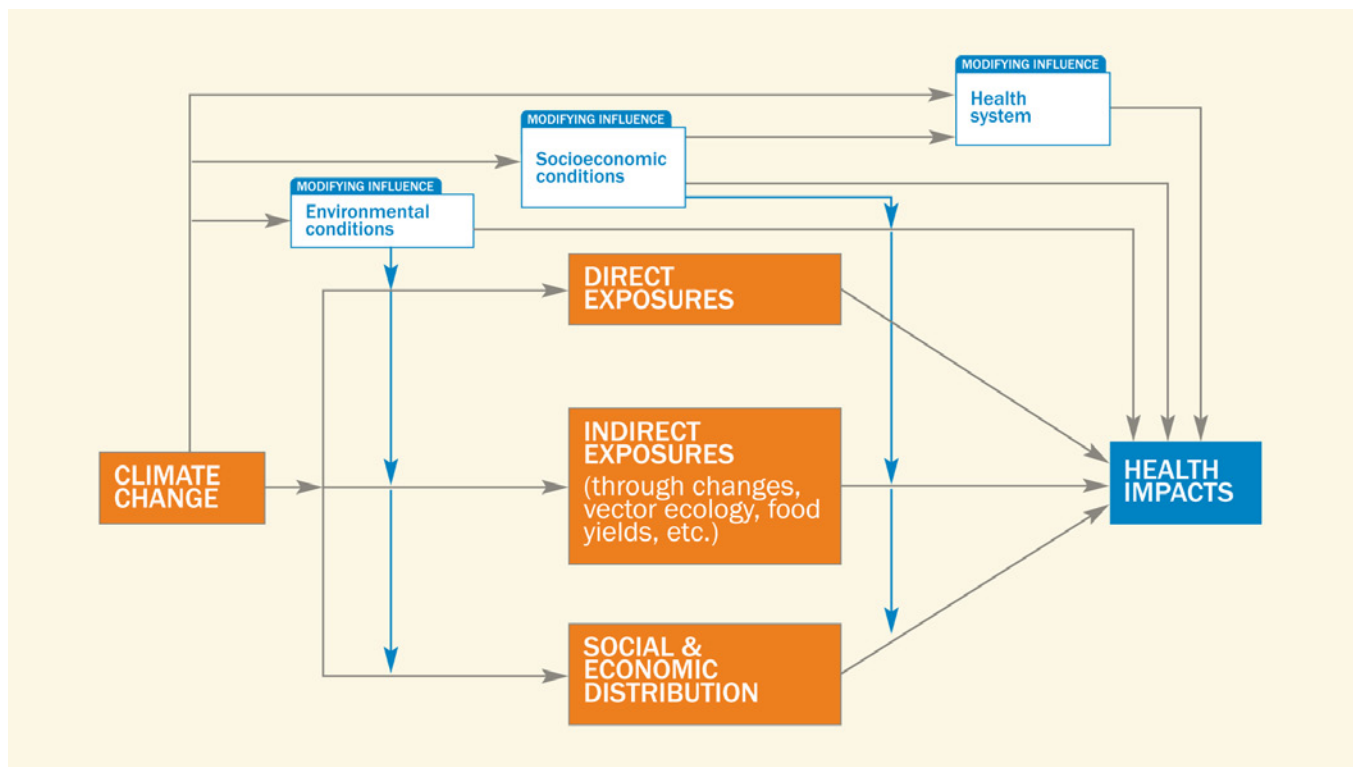 MODIFYING INFLUENCE
Health
system
MODIFYING INFLUENCE
Socioeconomic
conditions
MODIFYING INFLUENCE
Environmental
conditions
DIRECT
EXPOSURES
CLIMATE
CHANGE
INDIRECT
EXPOSURES
(through changes,
vector ecology, food
yields, etc.)
HEALTH
IMPACTS
SOCIAL &
ECONOMIC
DISTRIBUTION